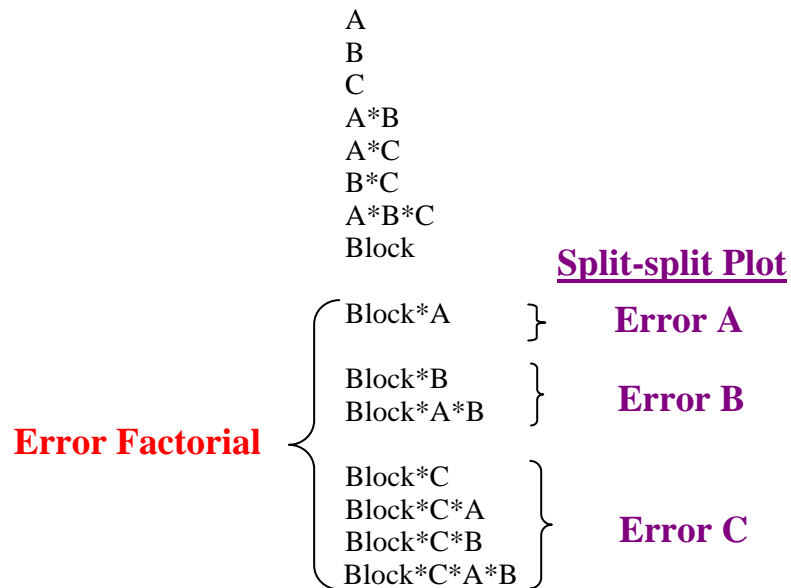 A
B
C
A*B
A*C
B*C
A*B*C
Block
Split-split Plot
Block*A
Error A
Block*B
Block*A*B
Error B
Error Factorial
Block*C
Block*C*A
Block*C*B
Block*C*A*B
Error C